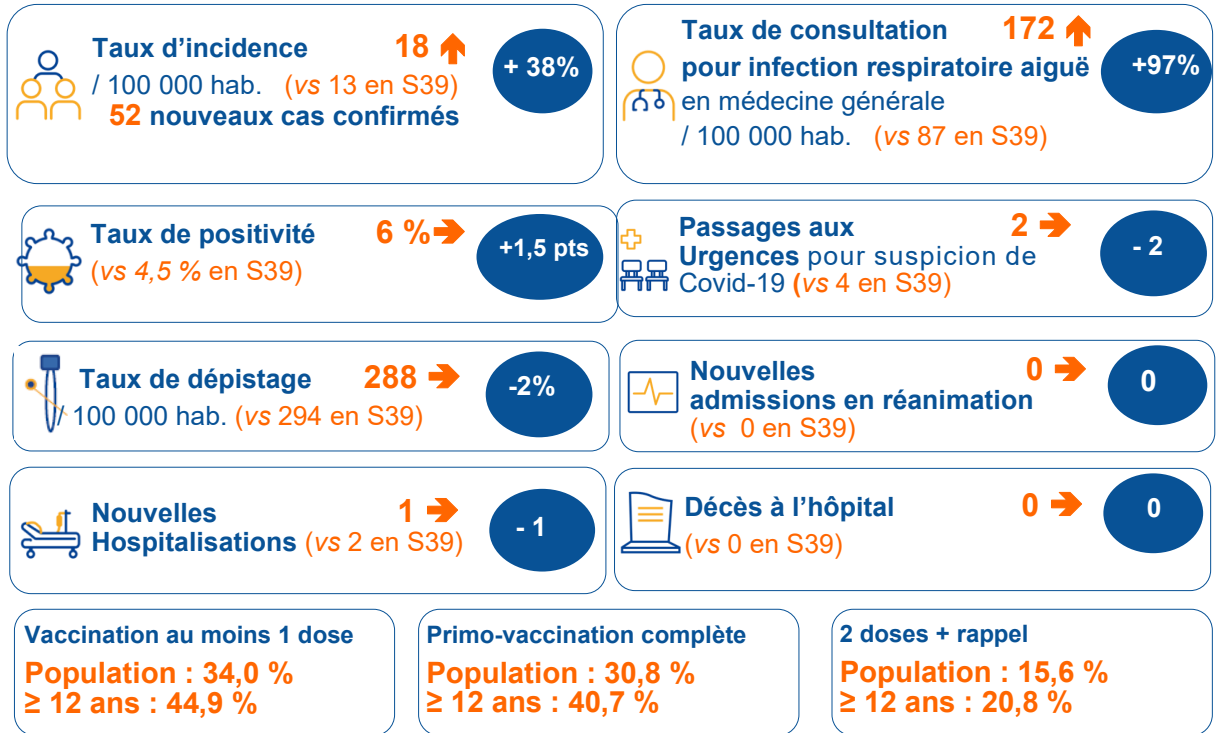 Taux d’incidence 18
/ 100 000 hab. (vs 13 en S39)
52 nouveaux cas confirmés
+ 38%
Taux de consultation 172
pour infection respiratoire aiguë
en médecine générale
/ 100 000 hab. (vs 87 en S39)
+97%
Taux de positivité 6 %
(vs 4,5 % en S39)
+1,5 pts
Passages aux 2
Urgences pour suspicion de
Covid-19 (vs 4 en S39)
- 2
Taux de dépistage 288
/ 100 000 hab. (vs 294 en S39)
-2%
Nouvelles 0
admissions en réanimation
(vs 0 en S39)
0
Nouvelles 1
Hospitalisations (vs 2 en S39)
- 1
Décès à l’hôpital 0
(vs 0 en S39)
0
Vaccination au moins 1 dose
Population : 34,0 %
≥ 12 ans : 44,9 %
Primo-vaccination complète
Population : 30,8 %
≥ 12 ans : 40,7 %
2 doses + rappel
Population : 15,6 %
≥ 12 ans : 20,8 %